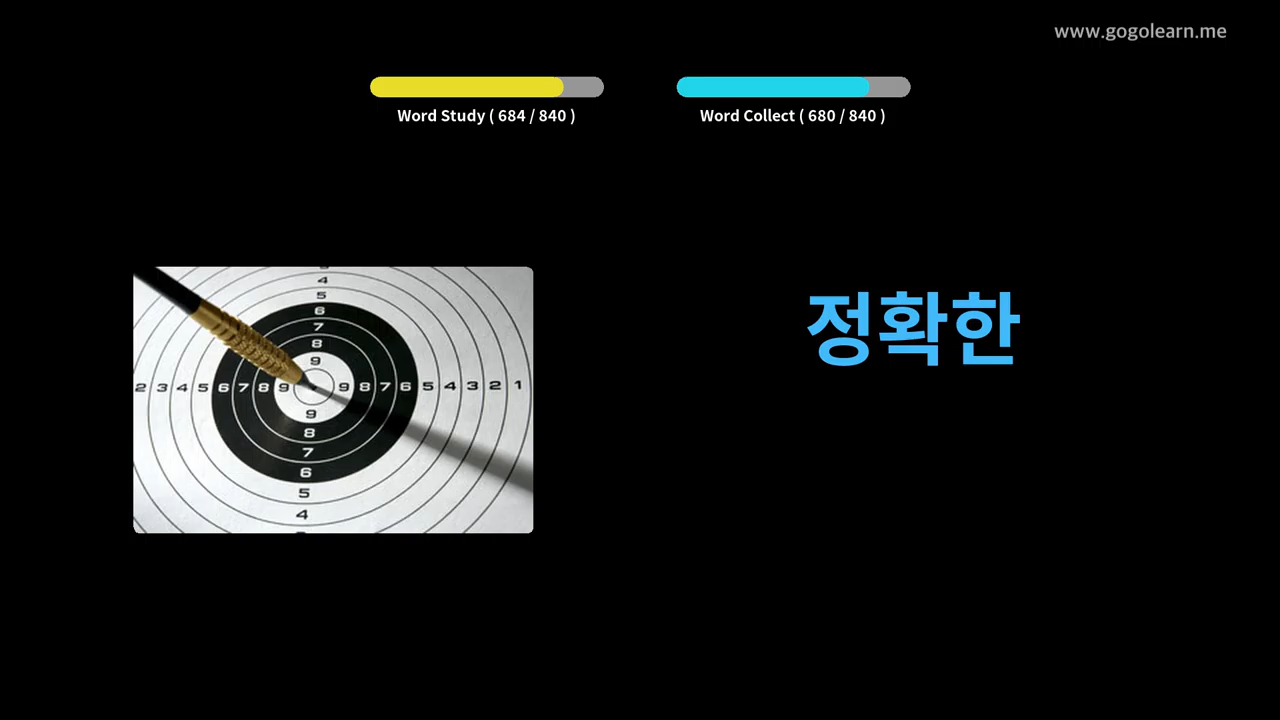 www.gogolearn.me
Word Study ( 684 / 840 )
Word Collect ( 680 / 840 )
정확한
4
5
6
7
8
9
2 3 4 5 6 7 8 9 9 8 7 6 5 4 3 2 1
9
8
7
6
5
4